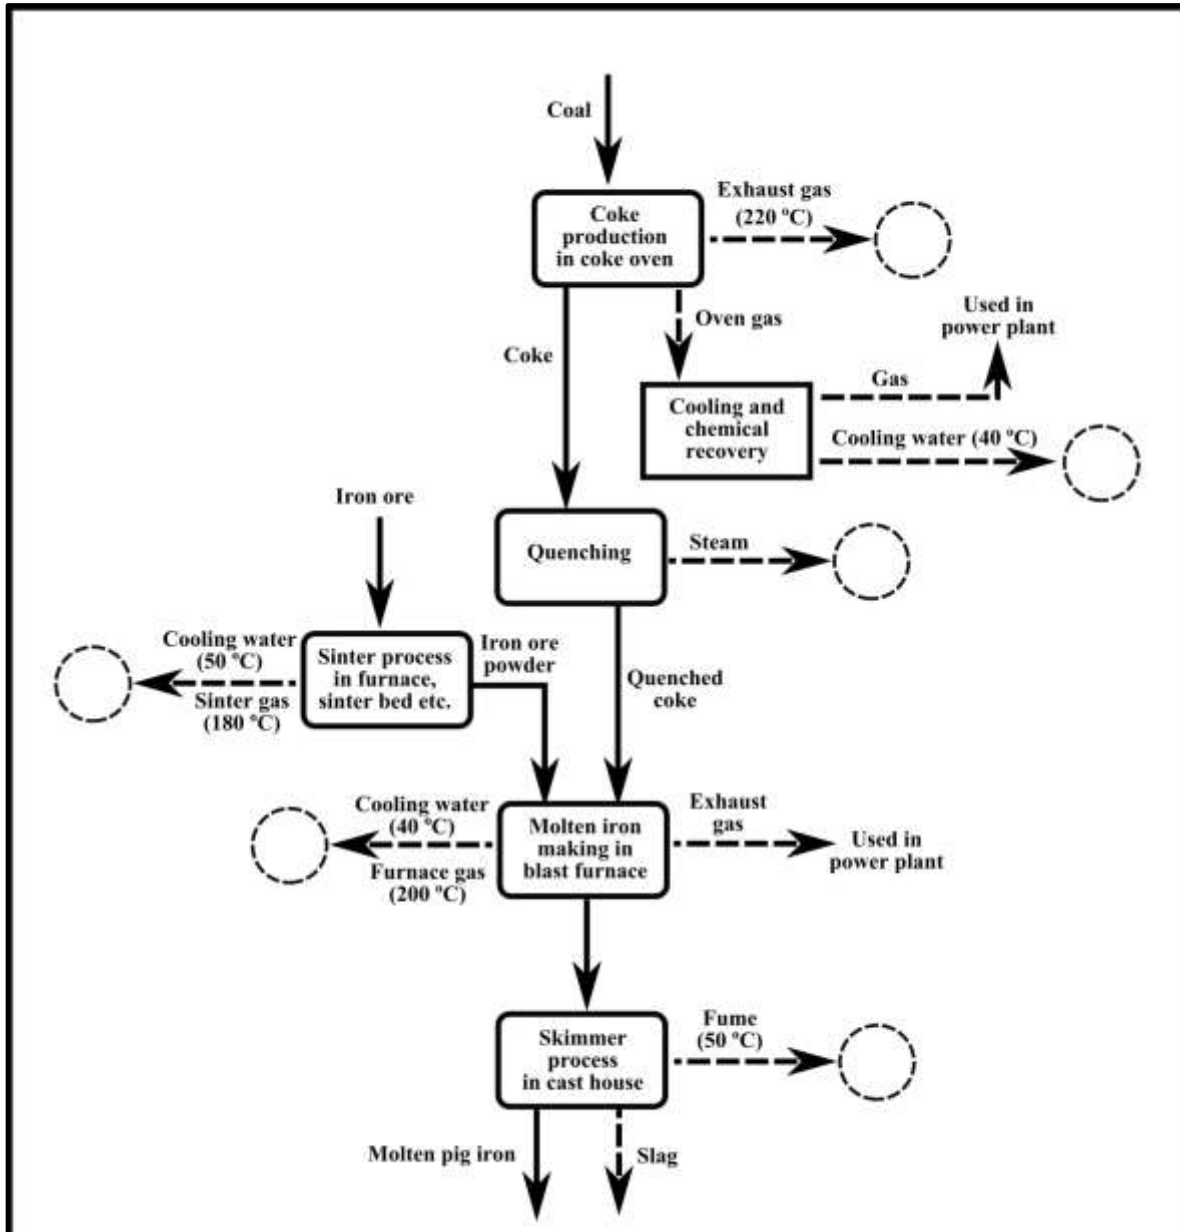 Coal
Coke
production
in coke oven
Exhaust gas
(220 °C)
Oven gas
Used in
power plant
Coke
Gas
Cooling and
chemical
recovery
Cooling water (40 °C)
Iron ore
Quenching
Steam
Cooling water
(50 °C)
Sinter gas
(180 °C)
Sinter process
in furnace,
sinter bed etc.
Iron ore
powder
Quenched
coke
Cooling water
(40 °C)
Furnace gas
(200 °C)
Molten iron
making in
blast furnace
Exhaust
gas
Used in
power plant
Skimmer
process
in cast house
Fume
(50 °C)
Molten pig iron
Slag